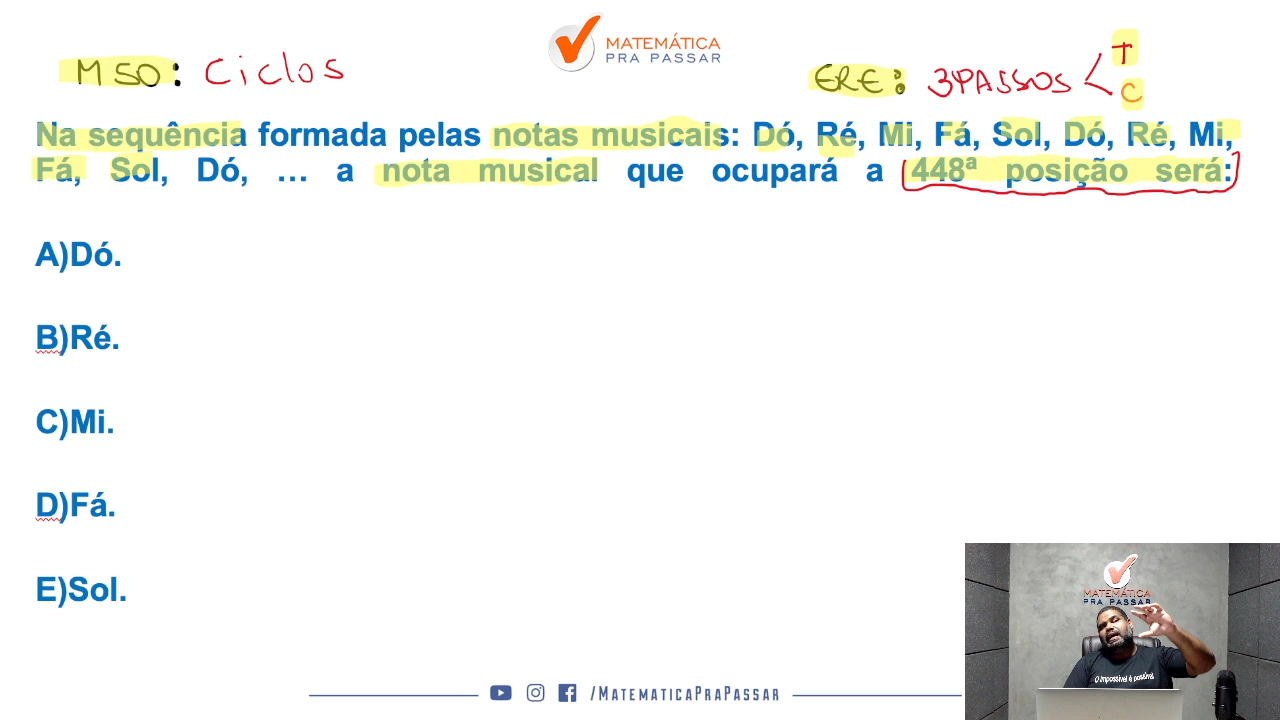 MATEMÁTICA
PRA PASSAR
MSO: Ciclos
ERE: 3 PASSOS < T
C
Na sequência formada pelas notas musicais: Dó, Ré, Mi, Fá, Sol, Dó, Ré, Mi,
Fá, Sol, Dó, … a nota musical que ocupará a 448ª posição será:
A)Dó.
B)Ré.
C)Mi.
D)Fá.
E)Sol.
MATEMÁTICA
PRA PASSAR
O impossível é possível
/MATEMATICAPRAPASSAR